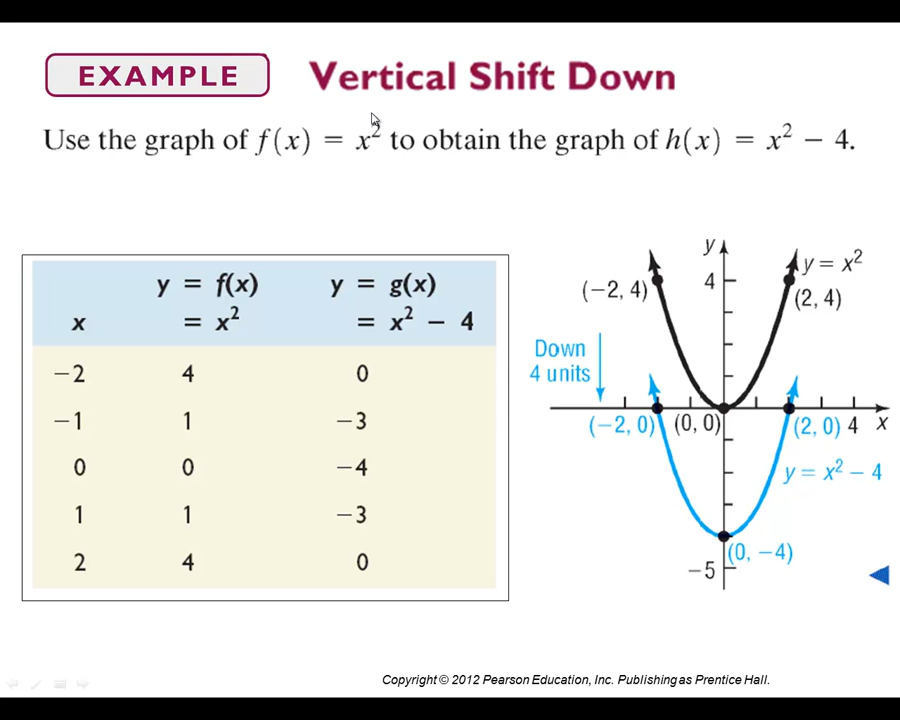 EXAMPLE Vertical Shift Down
Use the graph of f(x) = x² to obtain the graph of h(x) = x² − 4.
y = f(x) y = g(x)
x = x² = x² − 4
−2 4 0
−1 1 −3
0 0 −4
1 1 −3
2 4 0
y
y = x²
(−2, 4) 4 (2, 4)
Down
4 units
(−2, 0) (0, 0) (2, 0) 4 x
y = x² − 4
(0, −4)
−5
Copyright © 2012 Pearson Education, Inc. Publishing as Prentice Hall.